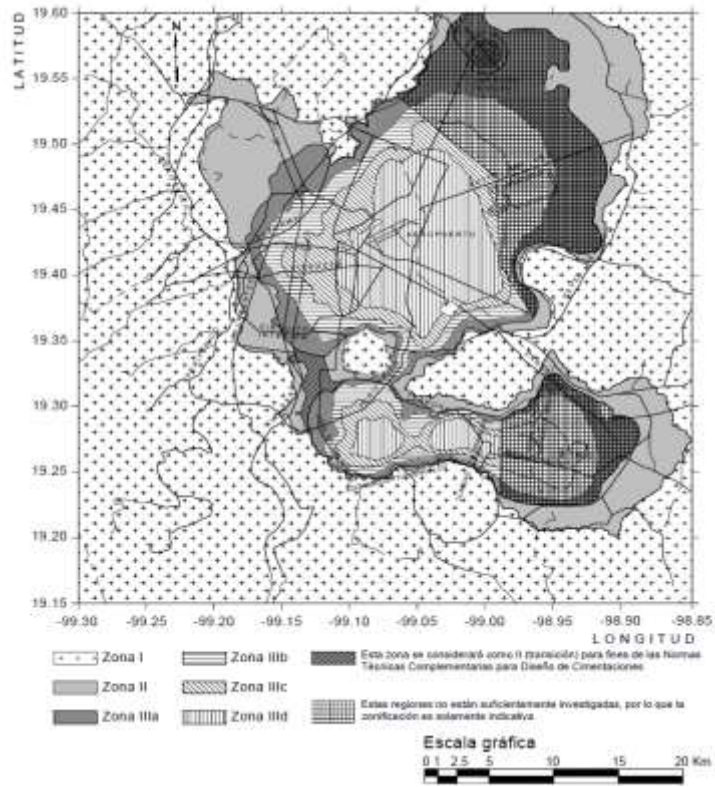 LATITUD
N
19.60
19.55
19.50
19.45
19.40
19.35
19.30
19.25
19.20
19.15
AEROPUERTO
-99.30 -99.25 -99.20 -99.15 -99.10 -99.05 -99.00 -98.95 -98.90 -98.85
LONGITUD
Zona I
Zona II
Zona IIIa
Zona IIIb
Zona IIIc
Zona IIId
Esta zona se considerará como II (transición) para fines de las Normas
Técnicas Complementarias para Diseño de Cimentaciones
Estas regiones no están suficientemente investigadas, por lo que la
zonificación es solamente indicativa
Escala gráfica
0 1 2.5 5 10 15 20 Km